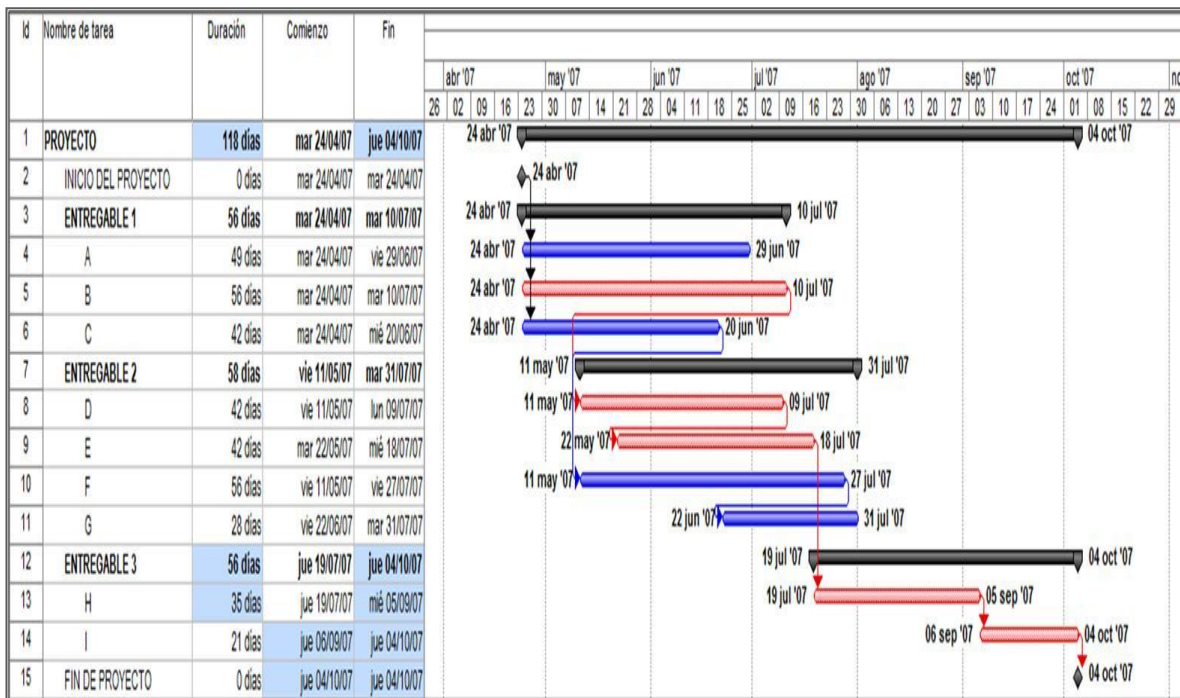 Id Nombre de tarea Duración Comienzo Fin
abr '07 may '07 jun '07 jul '07 ago '07 sep '07 oct '07 no
26 02 09 16 23 30 07 14 21 28 04 11 18 25 02 09 16 23 30 06 13 20 27 03 10 17 24 01 08 15 22 29
1 PROYECTO 118 días mar 24/04/07 jue 04/10/07 24 abr '07 04 oct '07
2 INICIO DEL PROYECTO 0 días mar 24/04/07 mar 24/04/07 24 abr '07
3 ENTREGABLE 1 56 días mar 24/04/07 mar 10/07/07 24 abr '07 10 jul '07
4 A 49 días mar 24/04/07 vie 29/06/07 24 abr '07 29 jun '07
5 B 56 días mar 24/04/07 mar 10/07/07 24 abr '07 10 jul '07
6 C 42 días mar 24/04/07 mié 20/06/07 24 abr '07 20 jun '07
7 ENTREGABLE 2 58 días vie 11/05/07 mar 31/07/07 11 may '07 31 jul '07
8 D 42 días vie 11/05/07 lun 09/07/07 11 may '07 09 jul '07
9 E 42 días mar 22/05/07 mié 18/07/07 22 may '07 18 jul '07
10 F 56 días vie 11/05/07 vie 27/07/07 11 may '07 27 jul '07
11 G 28 días vie 22/06/07 mar 31/07/07 22 jun '07 31 jul '07
12 ENTREGABLE 3 56 días jue 19/07/07 jue 04/10/07 19 jul '07 04 oct '07
13 H 35 días jue 19/07/07 mié 05/09/07 19 jul '07 05 sep '07
14 I 21 días jue 06/09/07 jue 04/10/07 06 sep '07 04 oct '07
15 FIN DE PROYECTO 0 días jue 04/10/07 jue 04/10/07 04 oct '07